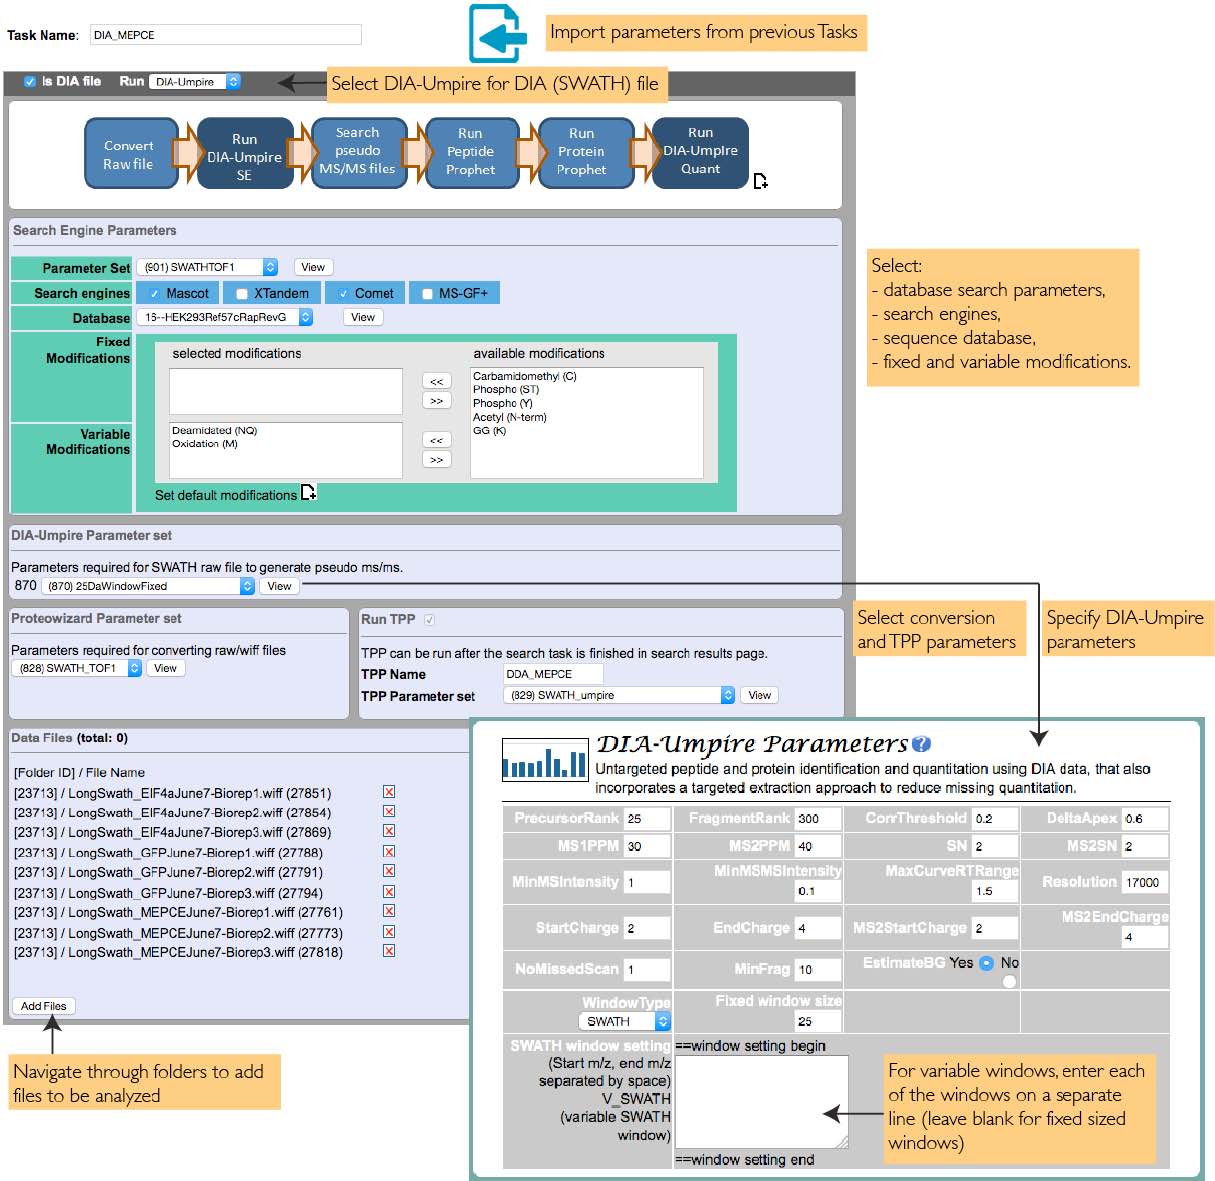 Task Name: DIA_MEPCE
Import parameters from previous Tasks
Is DIA file Run DIA-Umpire
Select DIA-Umpire for DIA (SWATH) file
Convert
Raw file
Run
DIA-Umpire
SE
Search
pseudo
MS/MS files
Run
Peptide
Prophet
Run
Protein
Prophet
Run
DIA-UmpIre
Quant
Search Engine Parameters
Parameter Set (901) SWATHTOF1 View
Search engines Mascot XTandem Comet MS-GF+
Database 16--HEK293Ref57cRapRevG View
Fixed
Modifications
selected modifications
available modifications
<<
>>
Carbamidomethyl (C)
Phospho (ST)
Phospho (Y)
Acetyl (N-term)
GG (K)
Variable
Modifications
Deamidated (NQ)
Oxidation (M)
<<
>>
Set default modifications
Select:
- database search parameters,
- search engines,
- sequence database,
- fixed and variable modifications.
DIA-Umpire Parameter set
Parameters required for SWATH raw file to generate pseudo ms/ms.
870 (870) 25DaWindowFixed View
Proteowizard Parameter set
Parameters required for converting raw/wiff files
(828) SWATH_TOF1 View
Run TPP
TPP can be run after the search task is finished in search results page.
TPP Name DDA_MEPCE
TPP Parameter set (829) SWATH_umpire View
Select conversion
and TPP parameters
Specify DIA-Umpire
parameters
Data Files (total: 0)
[Folder ID] / File Name
[23713] / LongSwath_EIF4aJune7-Biorep1.wiff (27851)
[23713] / LongSwath_EIF4aJune7-Biorep2.wiff (27854)
[23713] / LongSwath_EIF4aJune7-Biorep3.wiff (27869)
[23713] / LongSwath_GFPJune7-Biorep1.wiff (27788)
[23713] / LongSwath_GFPJune7-Biorep2.wiff (27791)
[23713] / LongSwath_GFPJune7-Biorep3.wiff (27794)
[23713] / LongSwath_MEPCEJune7-Biorep1.wiff (27761)
[23713] / LongSwath_MEPCEJune7-Biorep2.wiff (27773)
[23713] / LongSwath_MEPCEJune7-Biorep3.wiff (27818)
Add Files
Navigate through folders to add
files to be analyzed
DIA-Umpire Parameters ?
Untargeted peptide and protein identification and quantitation using DIA data, that also
incorporates a targeted extraction approach to reduce missing quantitation.
PrecursorRank 25 FragmentRank 300 CorrThreshold 0.2 DeltaApex 0.6
MS1PPM 30 MS2PPM 40 SN 2 MS2SN 2
MinMSIntensity 1 MinMSMSIntensity 0.1 MaxCurveRTRange 1.5 Resolution 17000
StartCharge 2 EndCharge 4 MS2StartCharge 2 MS2EndCharge 4
NoMissedScan 1 MinFrag 10 EstimateBG Yes No
WindowType SWATH Fixed window size 25
SWATH window setting
(Start m/z, end m/z
separated by space)
V_SWATH
(variable SWATH
window)
==window setting begin
==window setting end
For variable windows, enter each
of the windows on a separate
line (leave blank for fixed sized
windows)